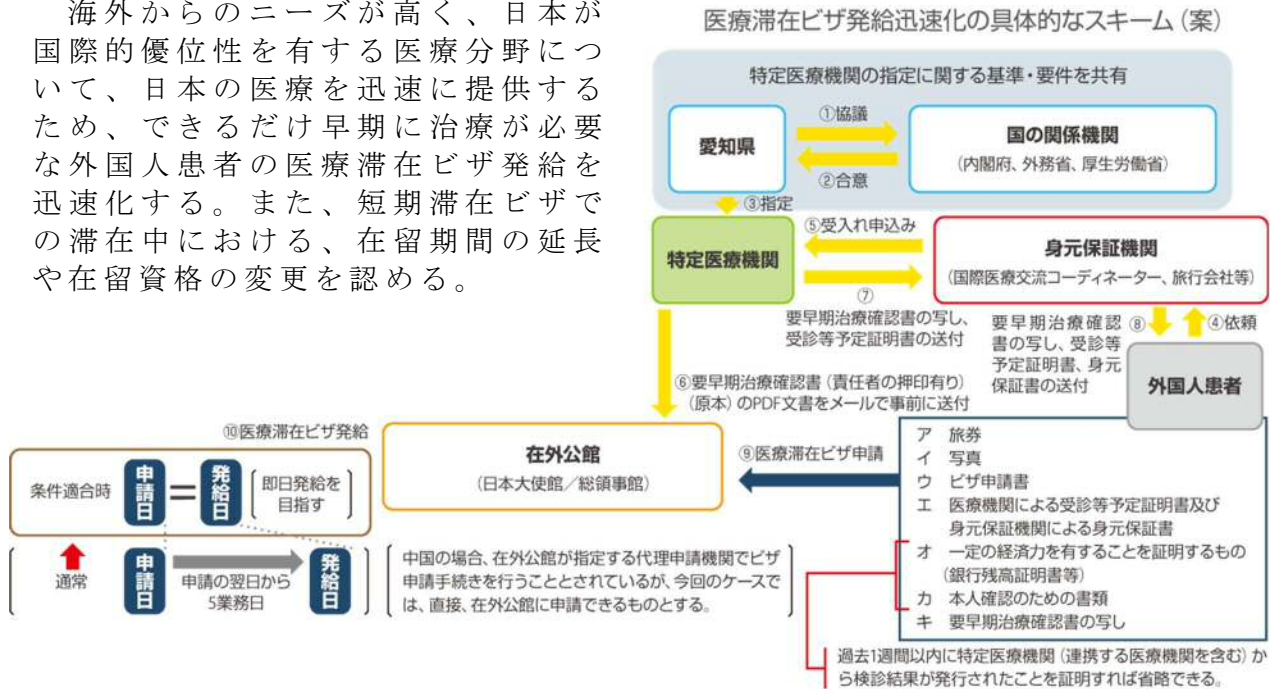 海外からのニーズが高く、日本が
国際的優位性を有する医療分野につ
いて、日本の医療を迅速に提供する
ため、できるだけ早期に治療が必要
な外国人患者の医療滞在ビザ発給を
迅速化する。また、短期滞在ビザで
の滞在中における、在留期間の延長
や在留資格の変更を認める。
医療滞在ビザ発給迅速化の具体的なスキーム（案）
特定医療機関の指定に関する基準・要件を共有
愛知県
①協議
②合意
国の関係機関
（内閣府、外務省、厚生労働省）
③指定
特定医療機関
⑤受入れ申込み
⑦
要早期治療確認書の写し、
受診等予定証明書の送付
身元保証機関
（国際医療交流コーディネーター、旅行会社等）
要早期治療確認
書の写し、受診等
予定証明書、身元
保証書の送付
⑧
④依頼
外国人患者
⑥要早期治療確認書（責任者の押印有り）
（原本）のPDF文書をメールで事前に送付
在外公館
（日本大使館／総領事館）
⑨医療滞在ビザ申請
ア 旅券
イ 写真
ウ ビザ申請書
エ 医療機関による受診等予定証明書及び
身元保証機関による身元保証書
オ 一定の経済力を有することを証明するもの
（銀行残高証明書等）
カ 本人確認のための書類
キ 要早期治療確認書の写し
過去1週間以内に特定医療機関（連携する医療機関を含む）か
ら検診結果が発行されたことを証明すれば省略できる。
⑩医療滞在ビザ発給
条件適合時
申請日
＝
発給日
即日発給を
目指す
通常
申請日
申請の翌日から
5業務日
発給日
中国の場合、在外公館が指定する代理申請機関でビザ
申請手続きを行うこととされているが、今回のケースで
は、直接、在外公館に申請できるものとする。